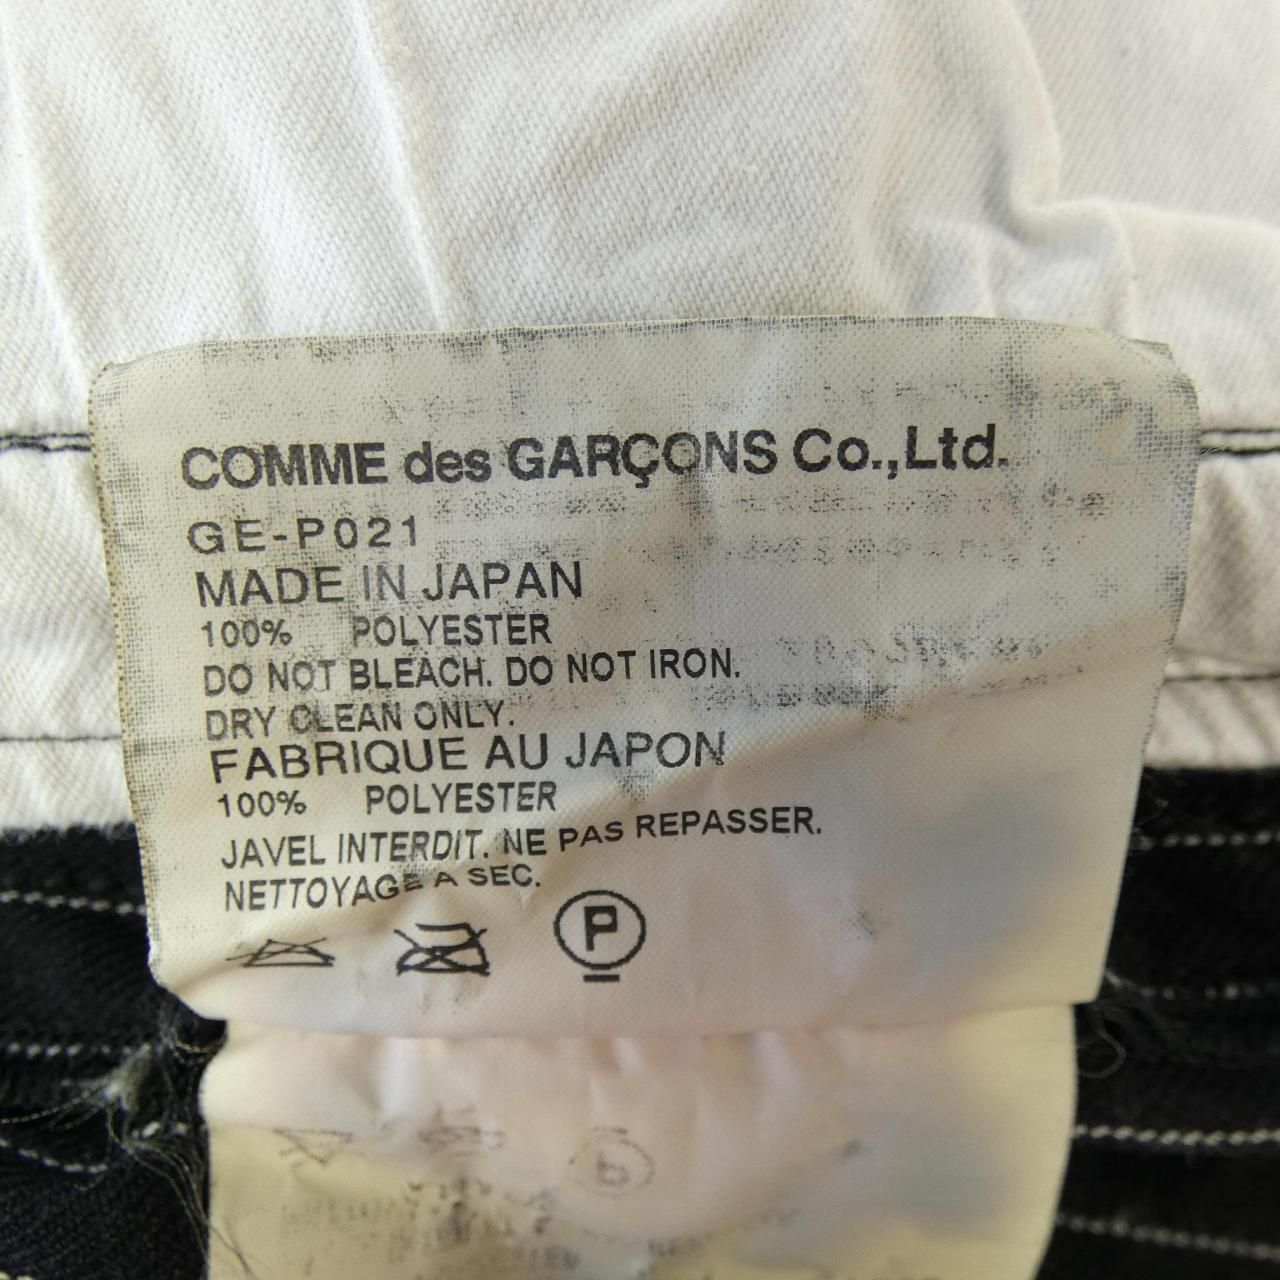 COMME des GARÇONS Co.,Ltd.
GE-P021
MADE IN JAPAN
100% POLYESTER
DO NOT BLEACH. DO NOT IRON.
DRY CLEAN ONLY.
FABRIQUE AU JAPON
100% POLYESTER
JAVEL INTERDIT. NE PAS REPASSER.
NETTOYAGE A SEC.
P